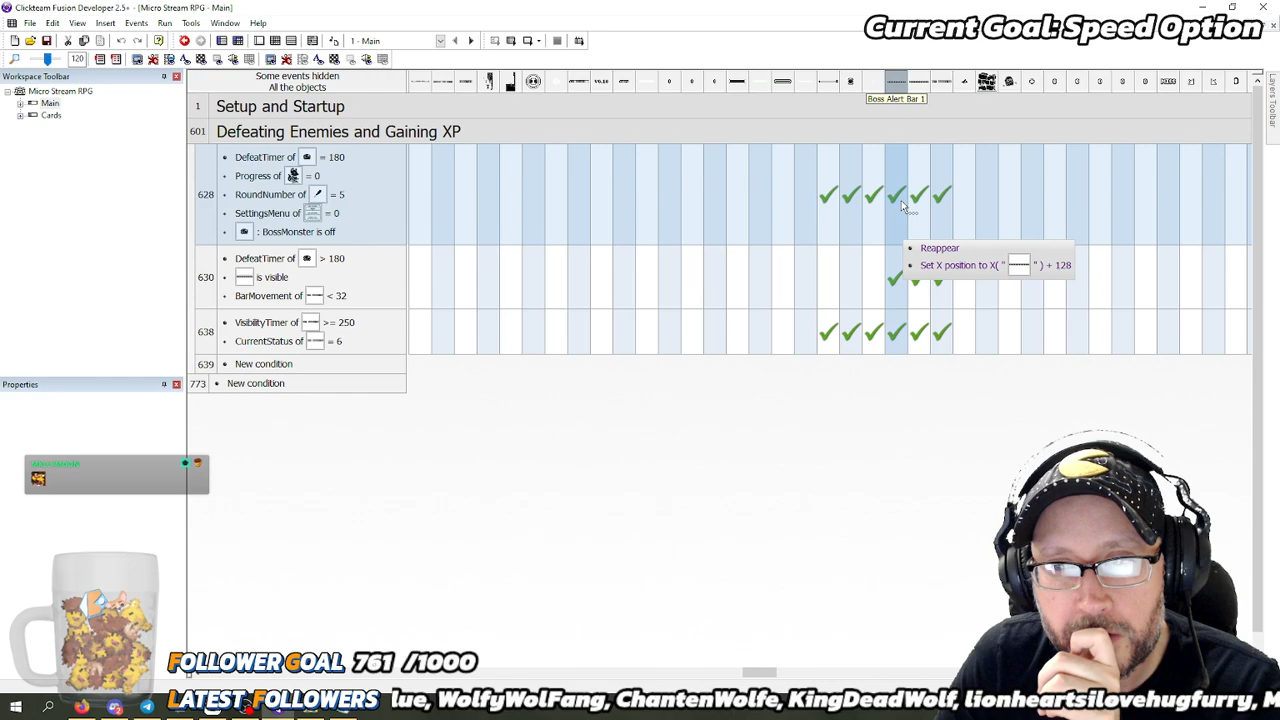 Clickteam Fusion Developer 2.5+ - [Micro Stream RPG - Main]
File Edit View Insert Events Run Tools Window Help
Current Goal: Speed Option
1 - Main
120
Workspace Toolbar
Micro Stream RPG
Main
Cards
Properties
Some events hidden
All the objects
Boss Alert Bar 1
Layers Toolbar
1 Setup and Startup
601 Defeating Enemies and Gaining XP
628
DefeatTimer of = 180
Progress of = 0
RoundNumber of = 5
SettingsMenu of = 0
: BossMonster is off
Reappear
Set X position to X( " " ) + 128
630
DefeatTimer of > 180
is visible
BarMovement of < 32
638
VisibilityTimer of >= 250
CurrentStatus of = 6
639 New condition
773 New condition
FOLLOWER GOAL 761 /1000
LATEST FOLLOWERS lue, WolfyWolFang, ChantenWolfe, KingDeadWolf, lionheartsilovehugfurry, M